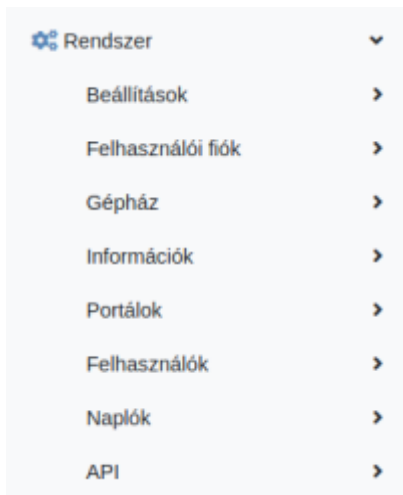 Rendszer
Beállítások
Felhasználói fiók
Gépház
Információk
Portálok
Felhasználók
Naplók
API